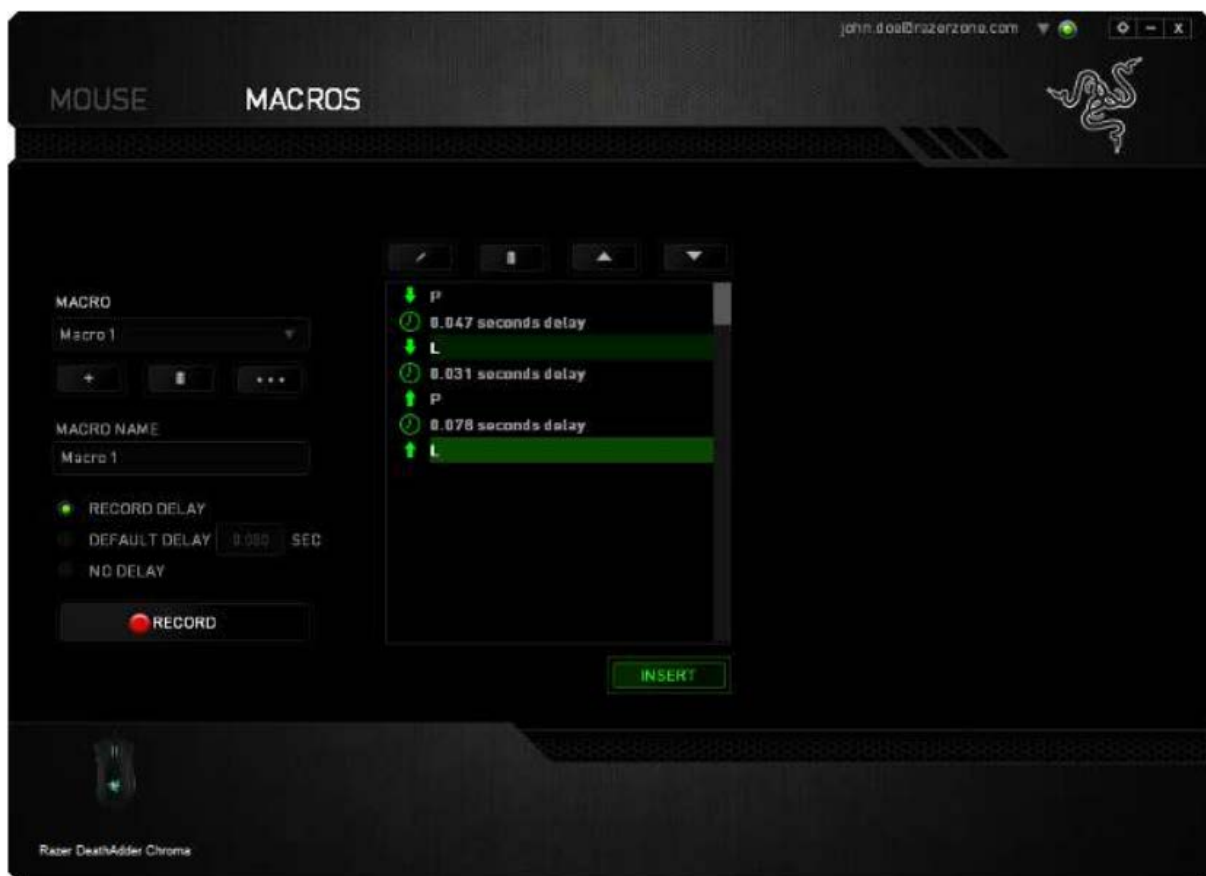 john.doe@razerzone.com
MOUSE
MACROS
MACRO
Macro 1
MACRO NAME
Macro 1
RECORD DELAY
DEFAULT DELAY
SEC
NO DELAY
RECORD
P
0.047 seconds delay
L
0.031 seconds delay
P
0.078 seconds delay
L
INSERT
Razer DeathAdder Chroma